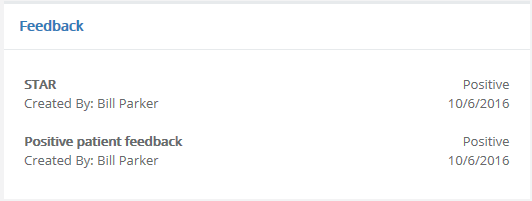 Feedback
STAR Positive
Created By: Bill Parker 10/6/2016
Positive patient feedback Positive
Created By: Bill Parker 10/6/2016